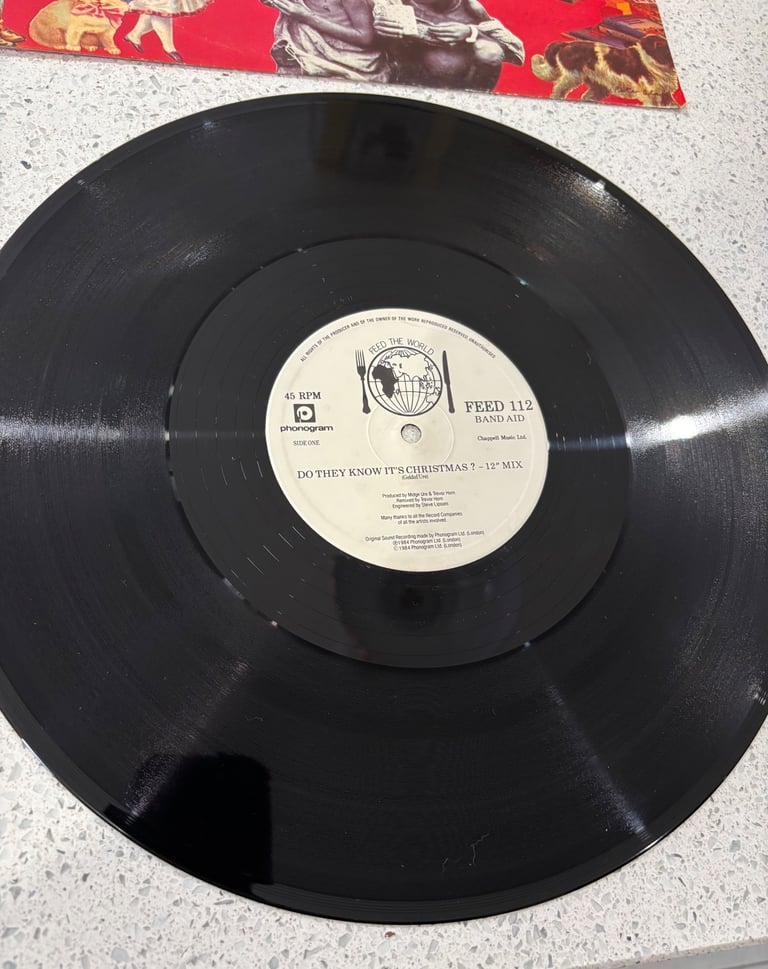 ALL RIGHTS OF THE PRODUCER AND OF THE OWNER OF THE WORK REPRODUCED RESERVED. UNAUTHORISED
FEED THE WORLD
45 RPM
phonogram
SIDE ONE
FEED 112
BAND AID
Chappell Music Ltd.
DO THEY KNOW IT'S CHRISTMAS ? – 12" MIX
(Geldof/Ure)
Produced by Midge Ure & Trevor Horn
Remixed by Trevor Horn
Engineered by Steve Lipson
Many thanks to all the Record Companies
of all the artists involved.
Original Sound Recording made by Phonogram Ltd. (London)
℗1984 Phonogram Ltd. (London)
©1984 Phonogram Ltd. (London)